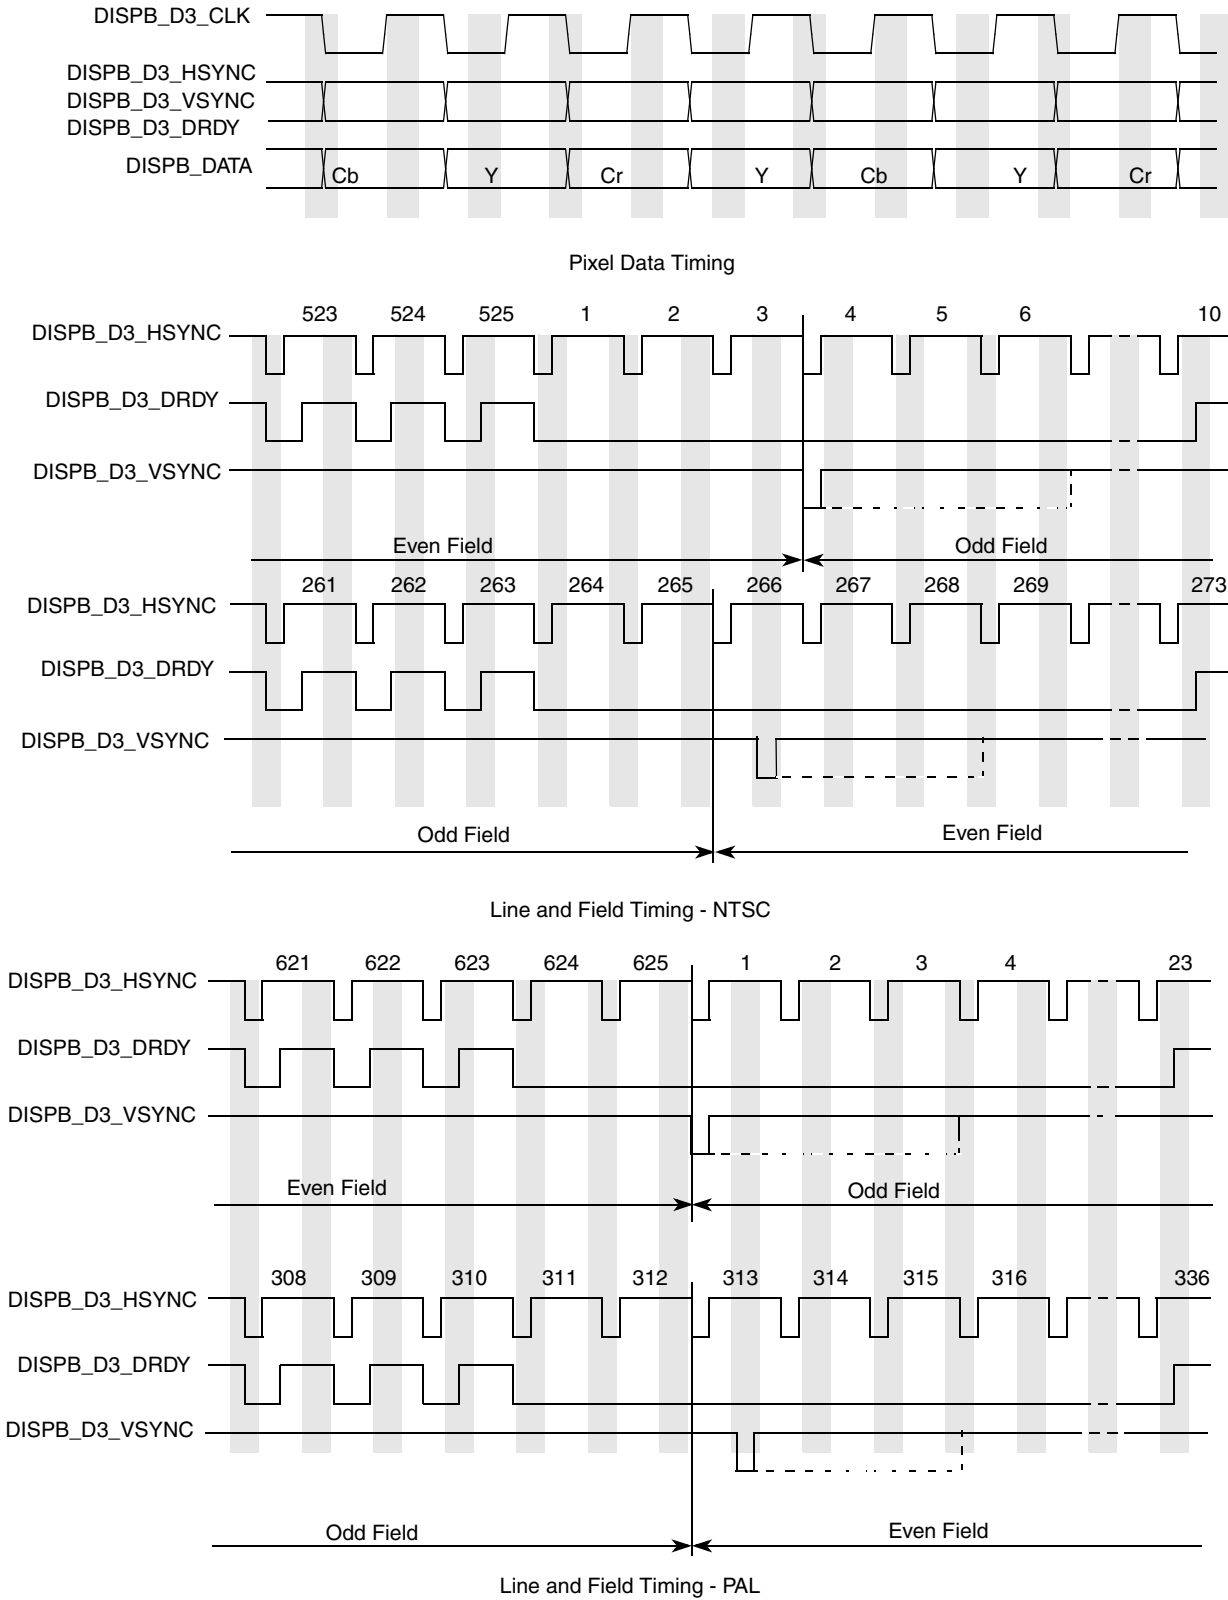 DISPB_D3_CLK
DISPB_D3_HSYNC
DISPB_D3_VSYNC
DISPB_D3_DRDY
DISPB_DATA
Cb Y Cr Y Cb Y Cr
Pixel Data Timing
523 524 525 1 2 3 4 5 6 10
DISPB_D3_HSYNC
DISPB_D3_DRDY
DISPB_D3_VSYNC
Even Field Odd Field
261 262 263 264 265 266 267 268 269 273
DISPB_D3_HSYNC
DISPB_D3_DRDY
DISPB_D3_VSYNC
Odd Field Even Field
Line and Field Timing - NTSC
621 622 623 624 625 1 2 3 4 23
DISPB_D3_HSYNC
DISPB_D3_DRDY
DISPB_D3_VSYNC
Even Field Odd Field
308 309 310 311 312 313 314 315 316 336
DISPB_D3_HSYNC
DISPB_D3_DRDY
DISPB_D3_VSYNC
Odd Field Even Field
Line and Field Timing - PAL